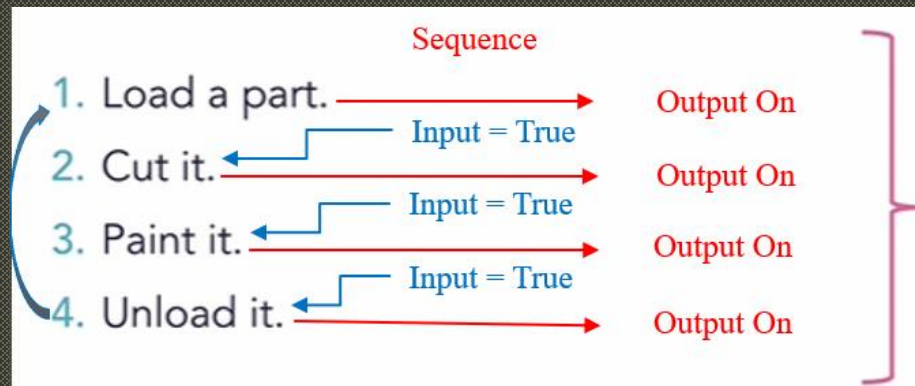 Sequence
1. Load a part. Output On
Input = True
2. Cut it. Output On
Input = True
3. Paint it. Output On
Input = True
4. Unload it. Output On